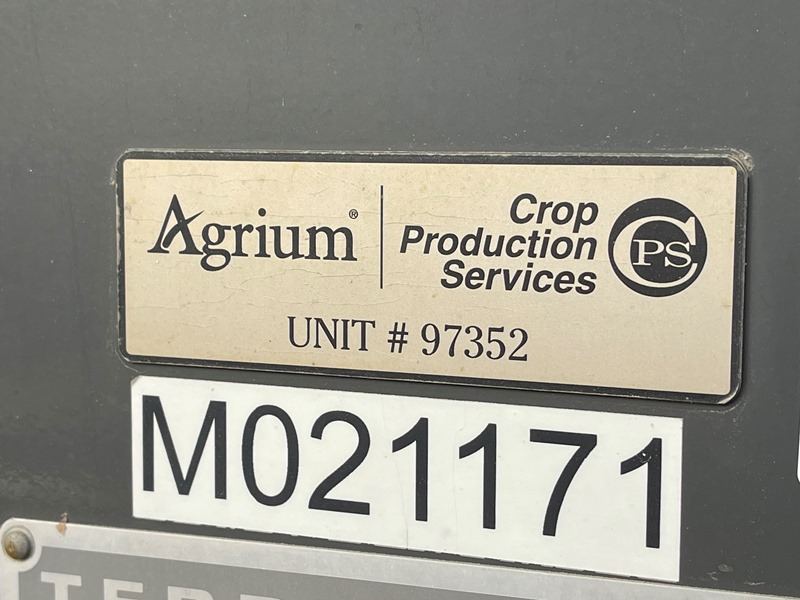 Agrium®
Crop
Production
Services
CPS
UNIT # 97352
M021171